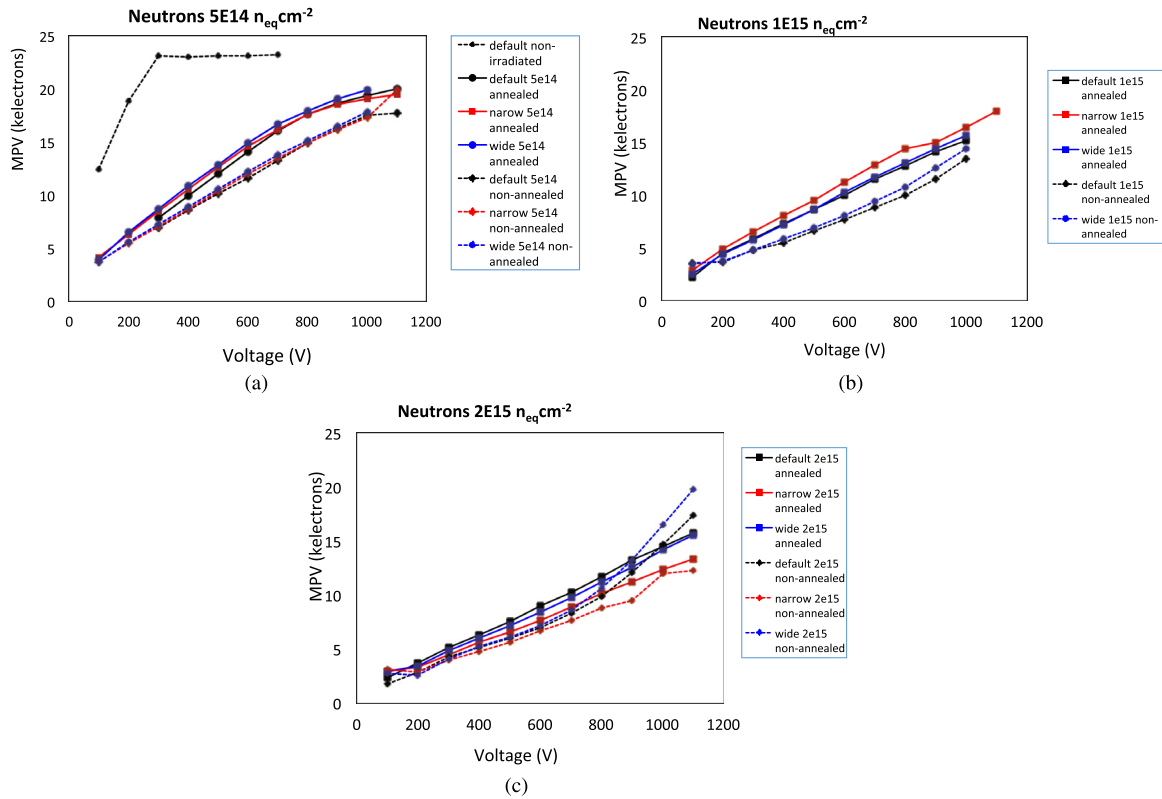 Neutrons 5E14 neqcm-2
MPV (kelectrons)
25
20
15
10
5
0
0 200 400 600 800 1000 1200
Voltage (V)
default non-
irradiated
default 5e14
annealed
narow 5e14
annealed
wide 5e14
annealed
default 5e14
non-annealed
narrow 5e14
non-annealed
wide 5e14 non-
annealed
(a)
Neutrons 1E15 neqcm-2
MPV (kelectrons)
25
20
15
10
5
0
0 200 400 600 800 1000 1200
Voltage (V)
default 1e15
annealed
narrow 1e15
annealed
wide 1e15
annealed
default 1e15
non-annealed
wide 1e15 non-
annealed
(b)
Neutrons 2E15 neqcm-2
MPV (kelectrons)
25
20
15
10
5
0
0 200 400 600 800 1000 1200
Voltage (V)
default 2e15
annealed
narrow 2e15
annealed
wide 2e15
annealed
default 2e15
non-annealed
narrow 2e15
non-annealed
wide 2e15
non-annealed
(c)